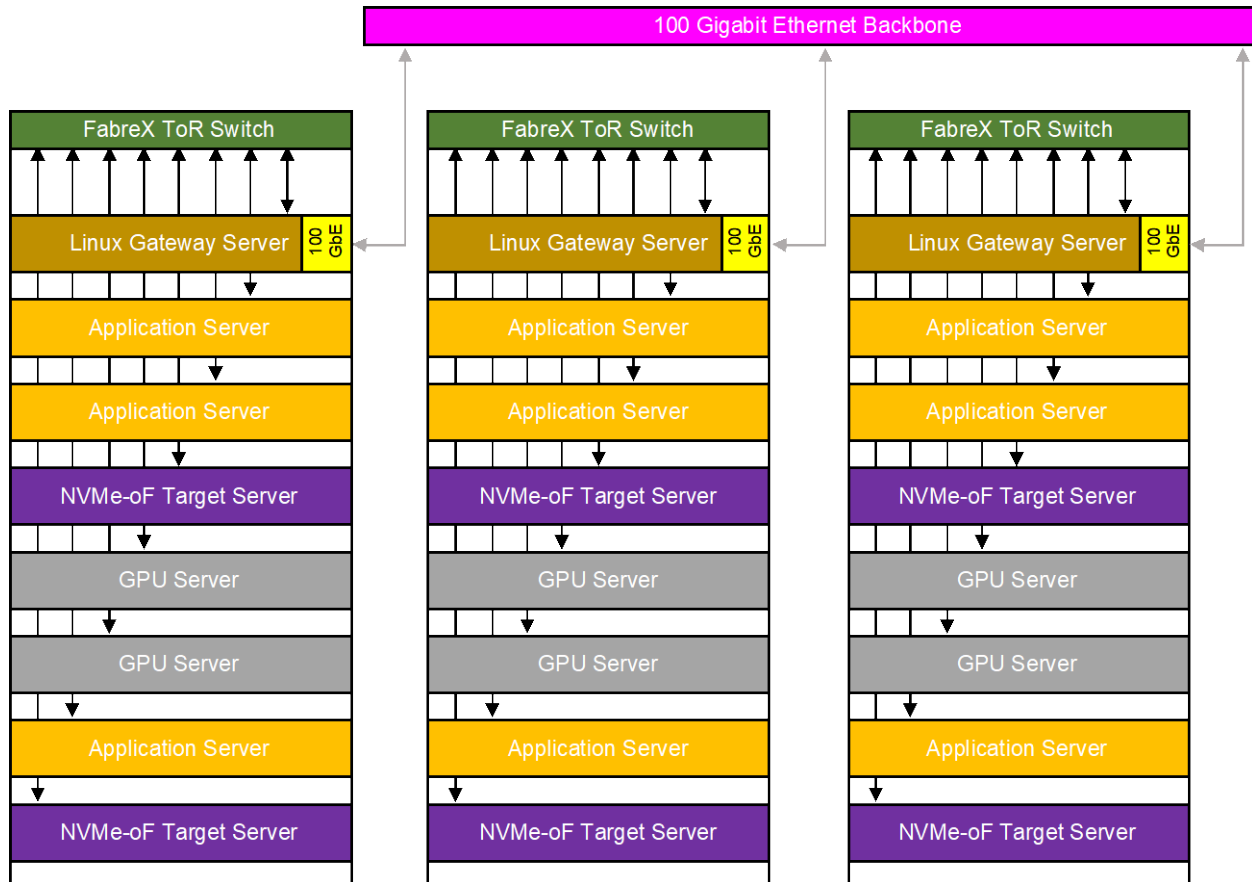 100 Gigabit Ethernet Backbone
FabreX ToR Switch
Linux Gateway Server
100
GbE
Application Server
Application Server
NVMe-oF Target Server
GPU Server
GPU Server
Application Server
NVMe-oF Target Server
FabreX ToR Switch
Linux Gateway Server
100
GbE
Application Server
Application Server
NVMe-oF Target Server
GPU Server
GPU Server
Application Server
NVMe-oF Target Server
FabreX ToR Switch
Linux Gateway Server
100
GbE
Application Server
Application Server
NVMe-oF Target Server
GPU Server
GPU Server
Application Server
NVMe-oF Target Server